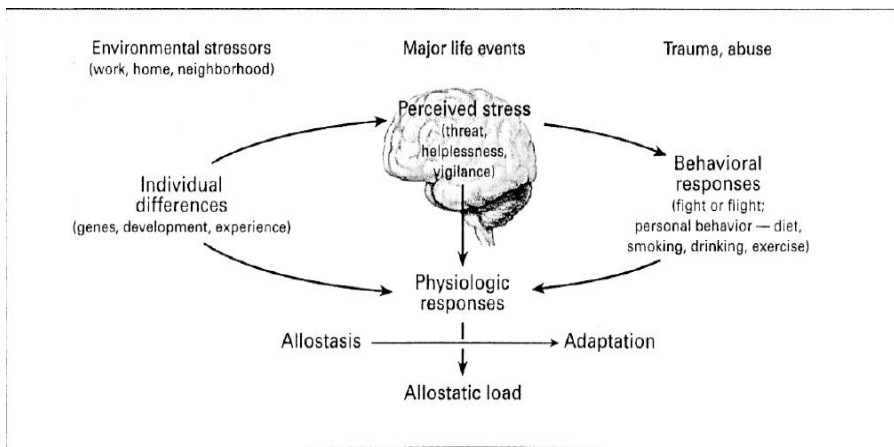 Environmental stressors
(work, home, neighborhood)
Major life events
Trauma, abuse
Perceived stress
(threat,
helplessness,
vigilance)
Individual
differences
(genes, development, experience)
Behavioral
responses
(fight or flight;
personal behavior — diet,
smoking, drinking, exercise)
Physiologic
responses
Allostasis
Adaptation
Allostatic load